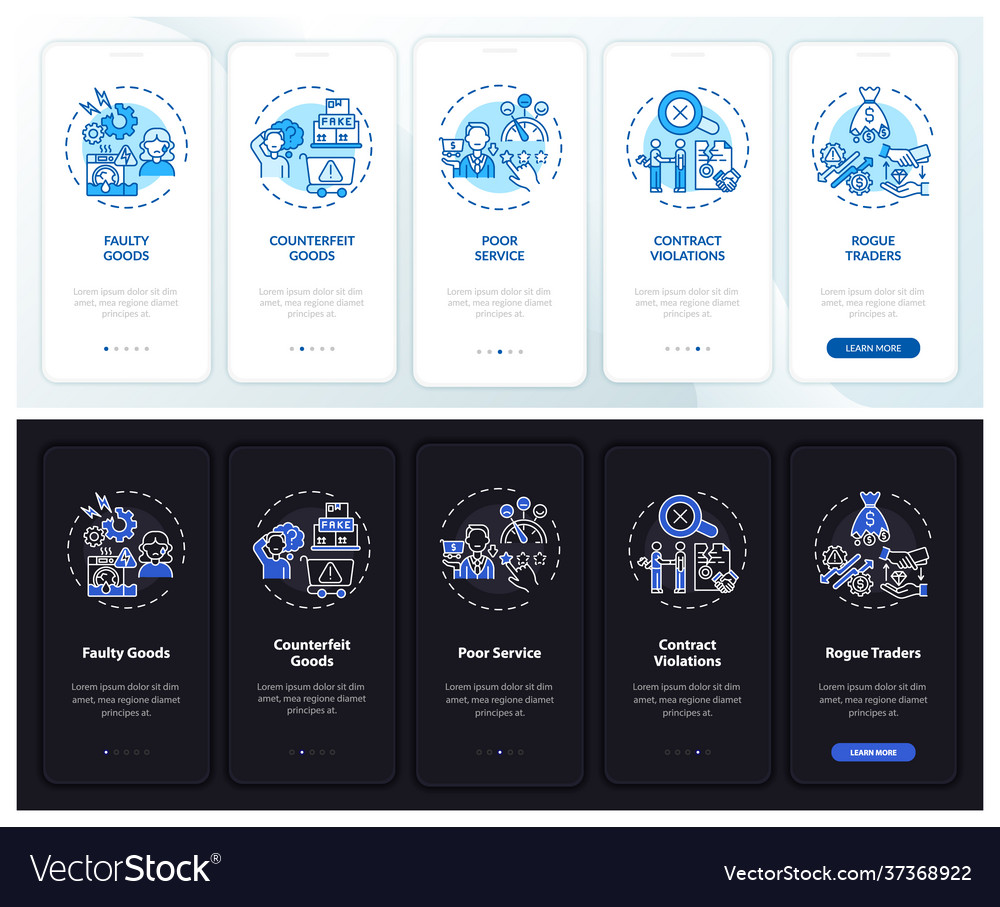 FAKE
FAULTY
GOODS
Lorem ipsum dolor sit dim
amet, mea regione diamet
principes at.
COUNTERFEIT
GOODS
Lorem ipsum dolor sit dim
amet, mea regione diamet
principes at.
POOR
SERVICE
Lorem ipsum dolor sit dim
amet, mea regione diamet
principes at.
CONTRACT
VIOLATIONS
Lorem ipsum dolor sit dim
amet, mea regione diamet
principes at.
ROGUE
TRADERS
Lorem ipsum dolor sit dim
amet, mea regione diamet
principes at.
LEARN MORE
FAKE
Faulty Goods
Lorem ipsum dolor sit dim
amet, mea regione diamet
principes at.
Counterfeit
Goods
Lorem ipsum dolor sit dim
amet, mea regione diamet
principes at.
Poor Service
Lorem ipsum dolor sit dim
amet, mea regione diamet
principes at.
Contract
Violations
Lorem ipsum dolor sit dim
amet, mea regione diamet
principes at.
Rogue Traders
Lorem ipsum dolor sit dim
amet, mea regione diamet
principes at.
LEARN MORE
VectorStock®
VectorStock.com/37368922